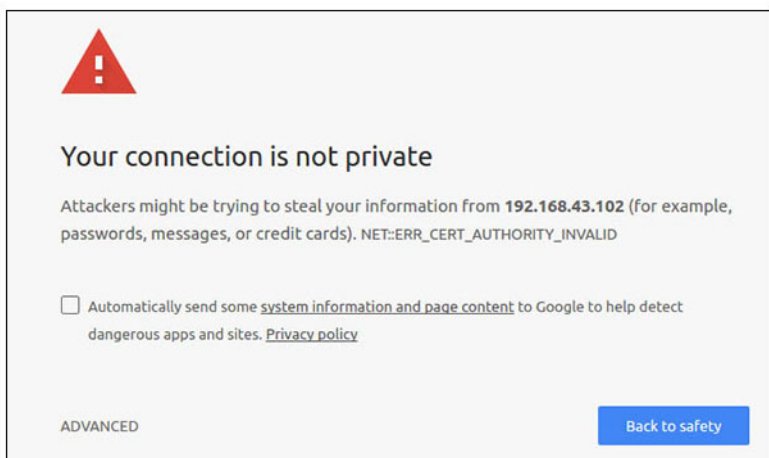 Your connection is not private
Attackers might be trying to steal your information from 192.168.43.102 (for example,
passwords, messages, or credit cards). NET::ERR_CERT_AUTHORITY_INVALID
Automatically send some system information and page content to Google to help detect
dangerous apps and sites. Privacy policy
ADVANCED
Back to safety